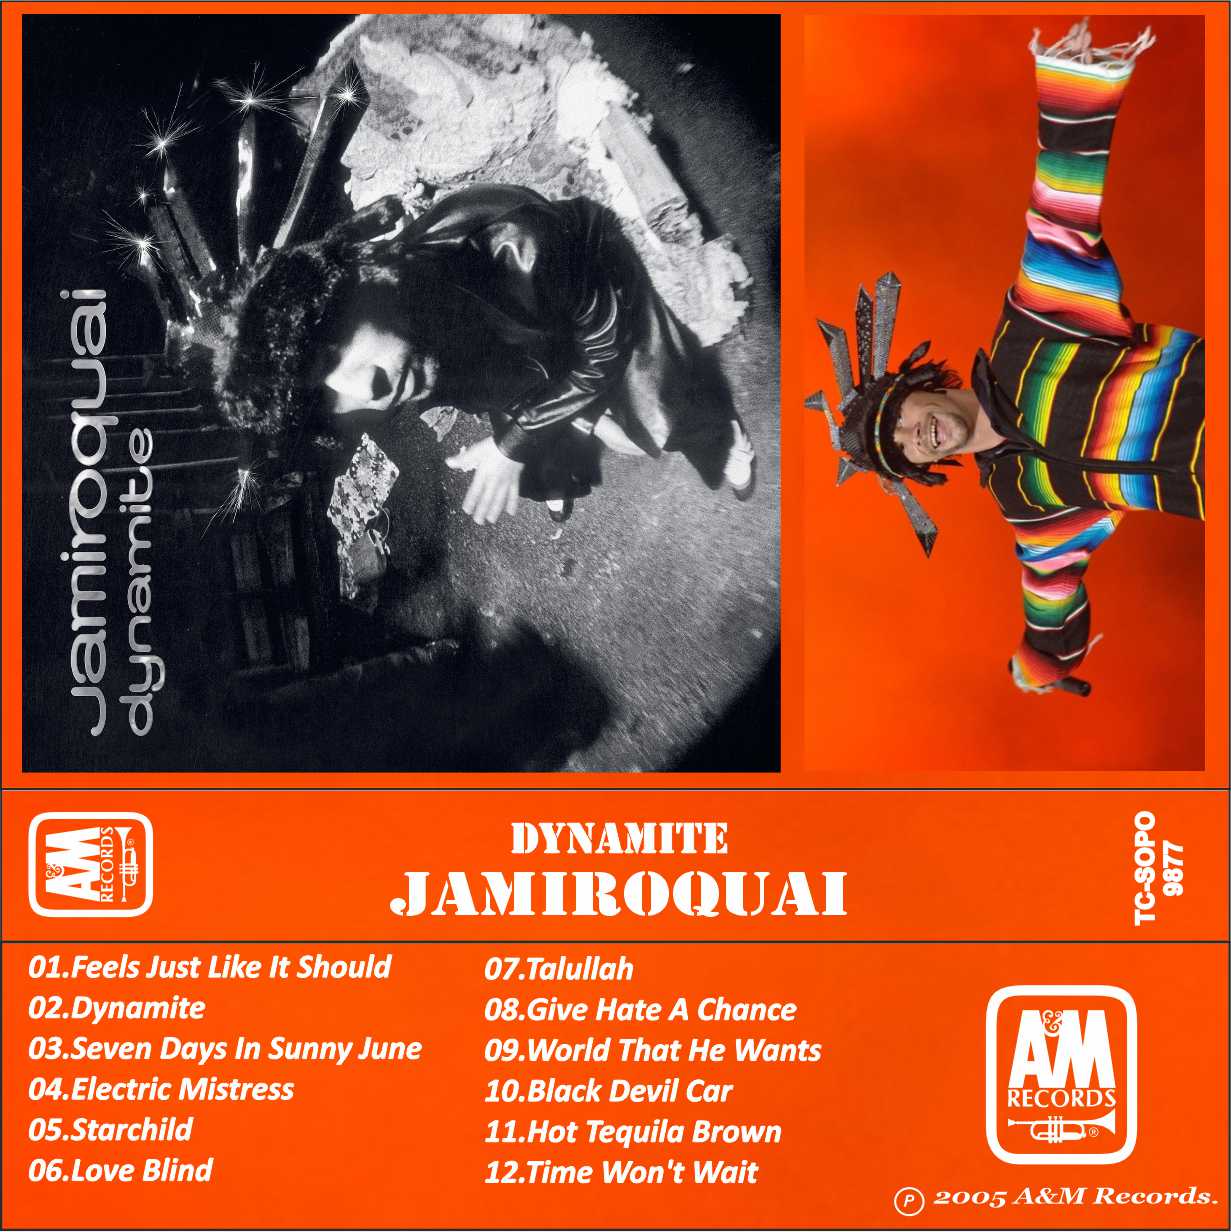 jamiroquai
dynamite
A&M
RECORDS
®
DYNAMITE
JAMIROQUAI
TC-SOPO
9877
01.Feels Just Like It Should
02.Dynamite
03.Seven Days In Sunny June
04.Electric Mistress
05.Starchild
06.Love Blind
07.Talullah
08.Give Hate A Chance
09.World That He Wants
10.Black Devil Car
11.Hot Tequila Brown
12.Time Won't Wait
A&M
RECORDS
®
℗ 2005 A&M Records.